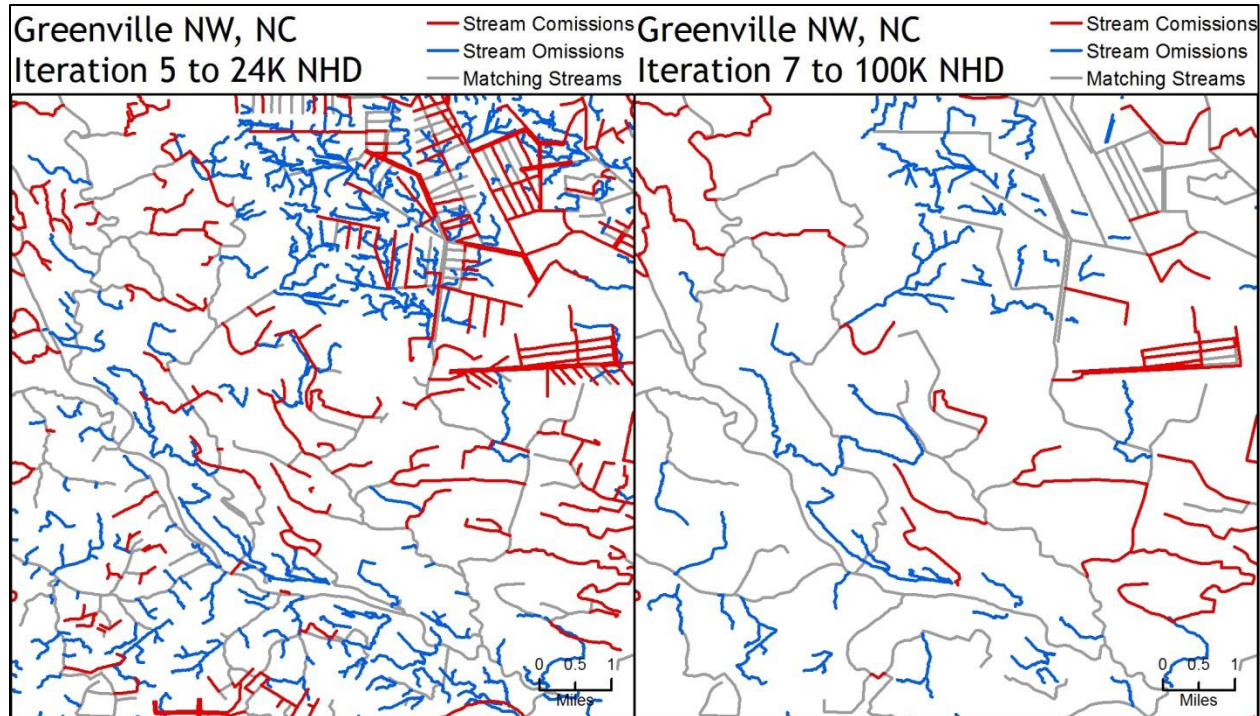 Greenville NW, NC
Iteration 5 to 24K NHD
Stream Comissions
Stream Omissions
Matching Streams
0 0.5 1
Miles
Greenville NW, NC
Iteration 7 to 100K NHD
Stream Comissions
Stream Omissions
Matching Streams
0 0.5 1
Miles